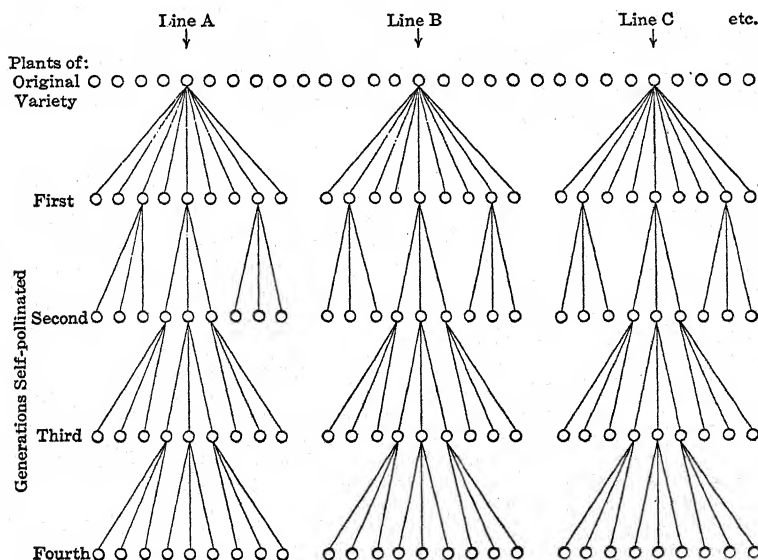 Line A Line B Line C etc.
Plants of:
Original
Variety
First
Second
Third
Fourth
Generations Self-pollinated